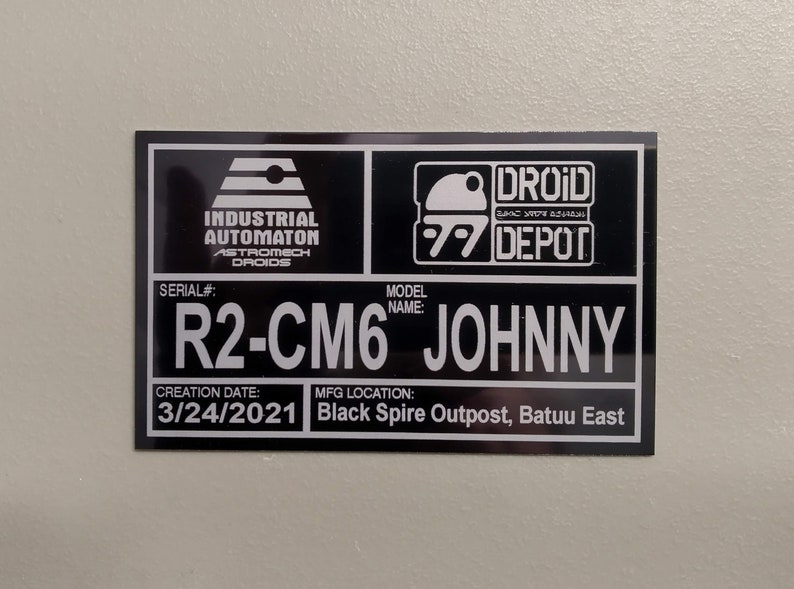 INDUSTRIAL
AUTOMATON
ASTROMECH
DROIDS
DROiD
DEPOT
SERIAL#:
R2-CM6
MODEL
NAME:
JOHNNY
CREATION DATE:
3/24/2021
MFG LOCATION:
Black Spire Outpost, Batuu East